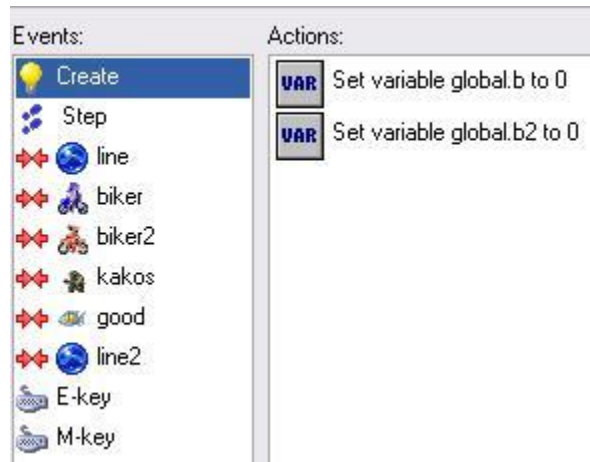 Events:
Create
Step
line
biker
biker2
kakos
good
line2
E-key
M-key
Actions:
VAR Set variable global.b to 0
VAR Set variable global.b2 to 0